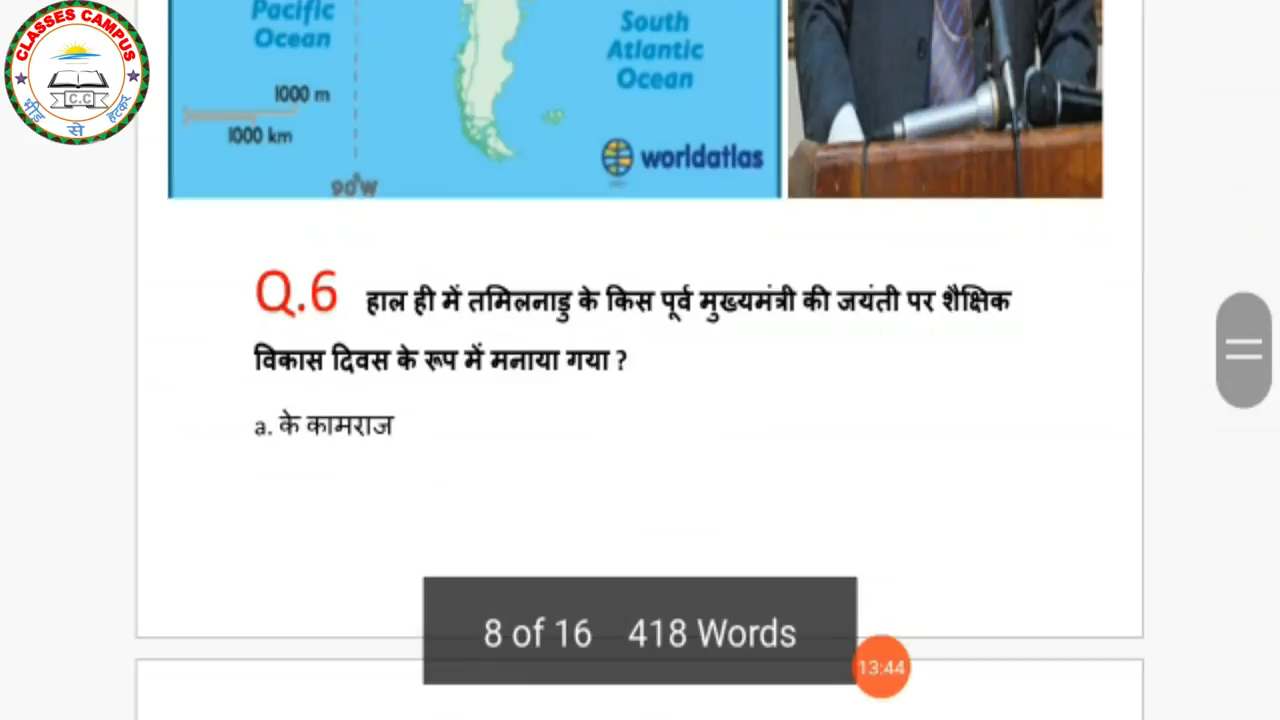 CLASSES CAMPUS
C.C
भीड़ से हटकर
Pacific
Ocean
South
Atlantic
Ocean
1000 m
1000 km
90°W
worldatlas
Q.6 हाल ही में तमिलनाडु के किस पूर्व मुख्यमंत्री की जयंती पर शैक्षिक
विकास दिवस के रूप में मनाया गया ?
a. के कामराज
8 of 16 418 Words
13:44